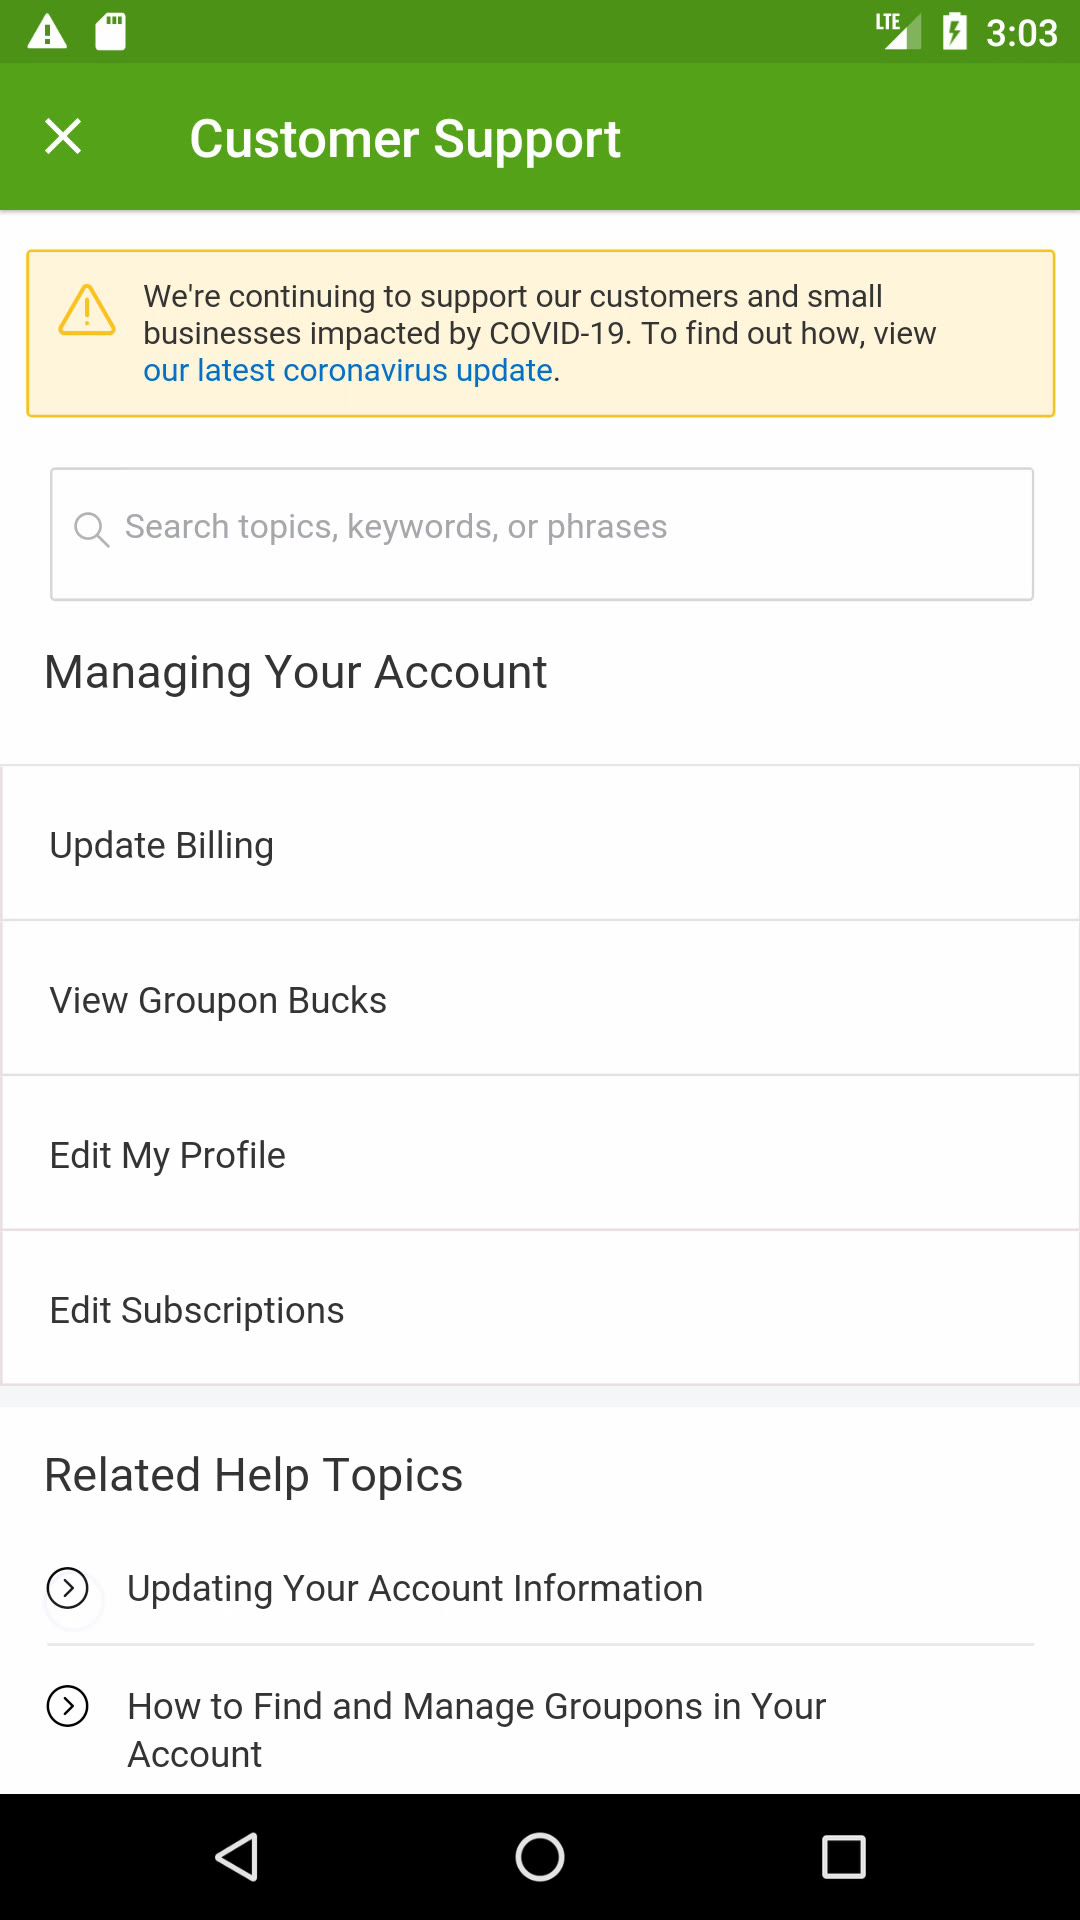 LTE 3:03
Customer Support
We're continuing to support our customers and small
businesses impacted by COVID-19. To find out how, view
our latest coronavirus update.
Search topics, keywords, or phrases
Managing Your Account
Update Billing
View Groupon Bucks
Edit My Profile
Edit Subscriptions
Related Help Topics
Updating Your Account Information
How to Find and Manage Groupons in Your
Account